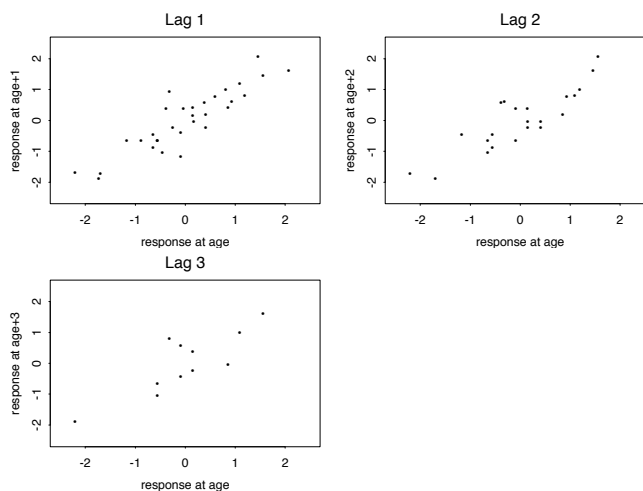 Lag 1
response at age+1
2
1
0
-1
-2
-2 -1 0 1 2
response at age
Lag 2
response at age+2
2
1
0
-1
-2
-2 -1 0 1 2
response at age
Lag 3
response at age+3
2
1
0
-1
-2
-2 -1 0 1 2
response at age